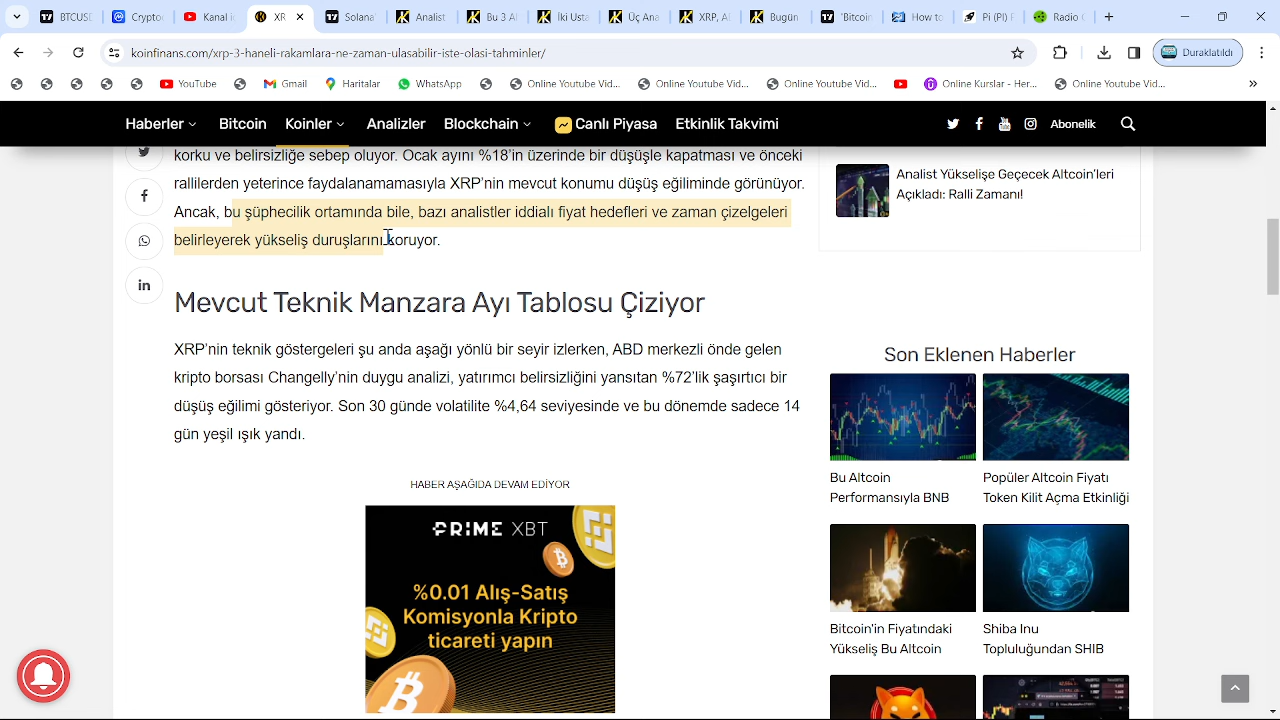 BTCUSD
Coinma
Kanal i
XRP
Solana
Analist
Bu 3 A
İki Üste
Üç Anal
XRP, Al
'Bitcoin
How to
(R)
Radio C
koinfinans.com/xrp-3-haneli-rakamlara-ne-zaman-ulasabilir-iste-olasi-tahminler/
Duraklatıldı
YouTube
Gmail
Haritalar
WhatsApp
Online Youtube Vid...
Online Youtube Vid...
Online Youtube Vid...
Online Kurslar - Her...
Online Youtube Vid...
Haberler
Bitcoin
Koinler
Analizler
Blockchain
Canlı Piyasa
Etkinlik Takvimi
Abonelik
korku ve belirsizliğe sebep oluyor. Ocak ayını %18'in üzerinde bir düşüşle kapatması ve önceki
rallilerden yeterince faydalanamamasıyla XRP'nin mevcut konumu düşüş eğiliminde görünüyor.
Ancak, bu şüphecilik ortamında bile, bazı analistler iddialı fiyat hedefleri ve zaman çizelgeleri
belirleyerek yükseliş duruşlarını koruyor.
Mevcut Teknik Manzara Ayı Tablosu Çiziyor
XRP'nin teknik göstergeleri şu anda aşağı yönlü bir seyir izlerken, ABD merkezli önde gelen
kripto borsası Changelly'nin duygu analizi, yatırımcı belirsizliğini yansıtan %72'lik şaşırtıcı bir
düşüş eğilimi gösteriyor. Son 30 günde volatilite %4,64 seviyesinde ve bu dönemde sadece 14
gün yeşil ışık yandı.
HABER AŞAĞIDA DEVAM EDİYOR
PRIME XBT
%0.01 Alış-Satış
Komisyonla Kripto
ticareti yapın
Analist Yükselişe Geçecek Altcoin'leri
Açıkladı: Ralli Zamanı!
Son Eklenen Haberler
Bu Altcoin
Performansıyla BNB
Popüler Altcoin Fiyatı
Token Kilit Açma Etkinliği
Bitcoin'in Fiyatındaki
Yükseliş Bu Altcoin
Shiba Inu
Topluluğundan SHIB